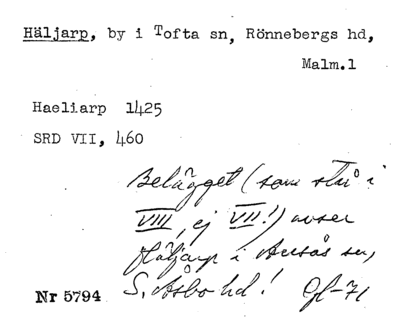 Häljarp, by i Tofta sn, Rönnebergs hd,
Malm.l
Haeliarp 1425
SRD VII, 460
Belägget (som står i
VIII, ej VII!) avser
Häljarp i Ausås sn,
S. Åsbo hd! Gf-71
Nr 5794